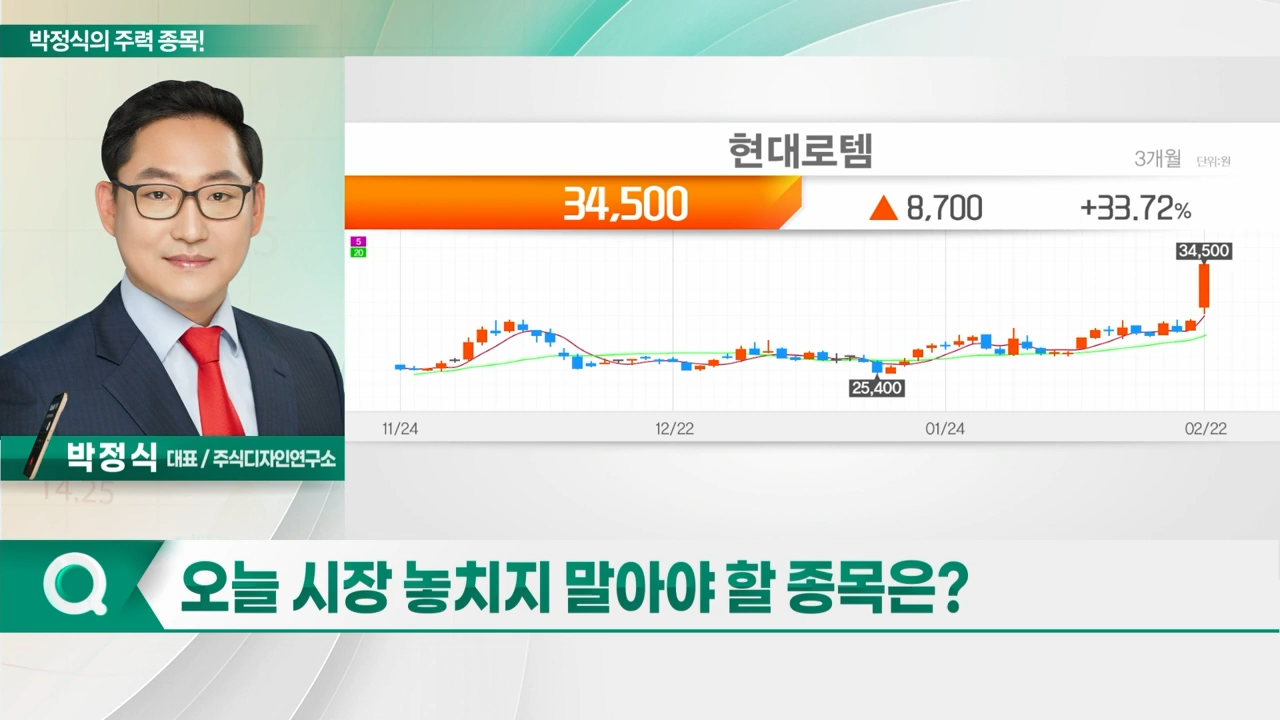 박정식의 주력 종목!
현대로템
3개월 단위:원
34,500 ▲ 8,700 +33.72%
5
20
34,500
25,400
11/24 12/22 01/24 02/22
박정식 대표 / 주식디자인연구소
14.25
오늘 시장 놓치지 말아야 할 종목은?